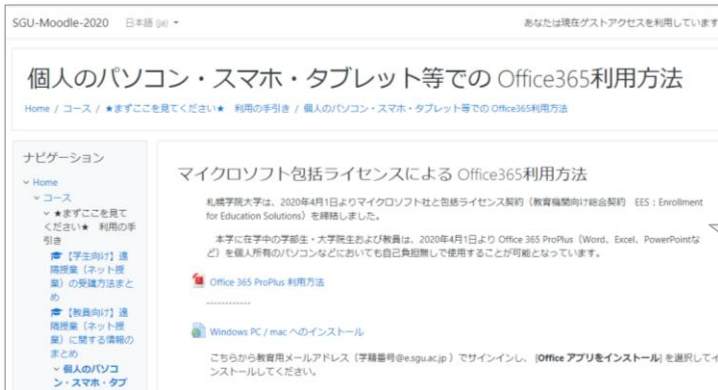 SGU-Moodle-2020 日本語 (ja)
あなたは現在ゲストアクセスを利用しています
個人のパソコン・スマホ・タブレット等での Office365利用方法
Home / コース / ★まずここを見てください★ 利用の手引き / 個人のパソコン・スマホ・タブレット等での Office365利用方法
ナビゲーション
Home
コース
★まずここを見て
ください★ 利用の手
引き
【学生向け】遠
隔授業（ネット授
業）の受講方法まと
め
【教員向け】遠
隔授業（ネット授
業）に関する情報の
まとめ
個人のパソコ
ン・スマホ・タブ
マイクロソフト包括ライセンスによる Office365利用方法
札幌学院大学は、2020年4月1日よりマイクロソフト社と包括ライセンス契約（教育機関向け総合契約 EES：Enrollment
for Education Solutions）を締結しました。
本学に在学中の学部生・大学院生および教員は、2020年4月1日より Office 365 ProPlus（Word、Excel、PowerPointな
ど）を個人所有のパソコンなどにおいても自己負担無しで使用することが可能となっています。
Office 365 ProPlus 利用方法
------------
Windows PC / mac へのインストール
こちらから教育用メールアドレス（学籍番号@e.sgu.ac.jp ）でサインインし、[Office アプリをインストール] を選択してイ
ンストールしてください。